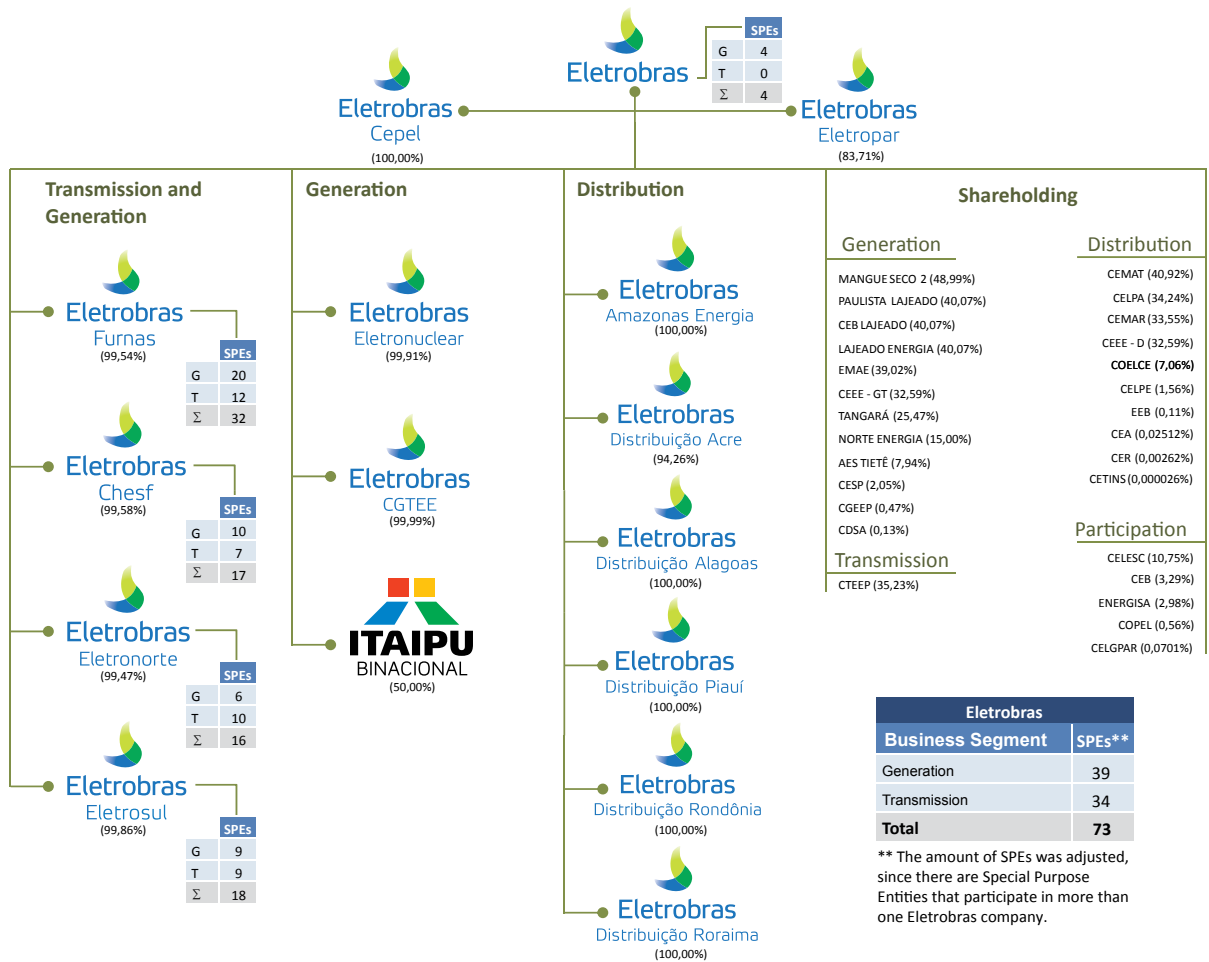 Eletrobras
SPEs
G 4
T 0
Σ 4
Eletrobras
Cepel
(100,00%)
Eletrobras
Eletropar
(83,71%)
Transmission and
Generation
Eletrobras
Furnas
(99,54%)
SPEs
G 20
T 12
Σ 32
Eletrobras
Chesf
(99,58%)
SPEs
G 10
T 7
Σ 17
Eletrobras
Eletronorte
(99,47%)
SPEs
G 6
T 10
Σ 16
Eletrobras
Eletrosul
(99,86%)
SPEs
G 9
T 9
Σ 18
Generation
Eletrobras
Eletronuclear
(99,91%)
Eletrobras
CGTEE
(99,99%)
ITAIPU
BINACIONAL
(50,00%)
Distribution
Eletrobras
Amazonas Energia
(100,00%)
Eletrobras
Distribuição Acre
(94,26%)
Eletrobras
Distribuição Alagoas
(100,00%)
Eletrobras
Distribuição Piauí
(100,00%)
Eletrobras
Distribuição Rondônia
(100,00%)
Eletrobras
Distribuição Roraima
(100,00%)
Shareholding
Generation
MANGUE SECO 2 (48,99%)
PAULISTA LAJEADO (40,07%)
CEB LAJEADO (40,07%)
LAJEADO ENERGIA (40,07%)
EMAE (39,02%)
CEEE - GT (32,59%)
TANGARÁ (25,47%)
NORTE ENERGIA (15,00%)
AES TIETÊ (7,94%)
CESP (2,05%)
CGEEP (0,47%)
CDSA (0,13%)
Transmission
CTEEP (35,23%)
Distribution
CEMAT (40,92%)
CELPA (34,24%)
CEMAR (33,55%)
CEEE - D (32,59%)
COELCE (7,06%)
CELPE (1,56%)
EEB (0,11%)
CEA (0,02512%)
CER (0,00262%)
CETINS (0,000026%)
Participation
CELESC (10,75%)
CEB (3,29%)
ENERGISA (2,98%)
COPEL (0,56%)
CELGPAR (0,0701%)
Eletrobras
Business Segment SPEs**
Generation 39
Transmission 34
Total 73
** The amount of SPEs was adjusted,
since there are Special Purpose
Entities that participate in more than
one Eletrobras company.